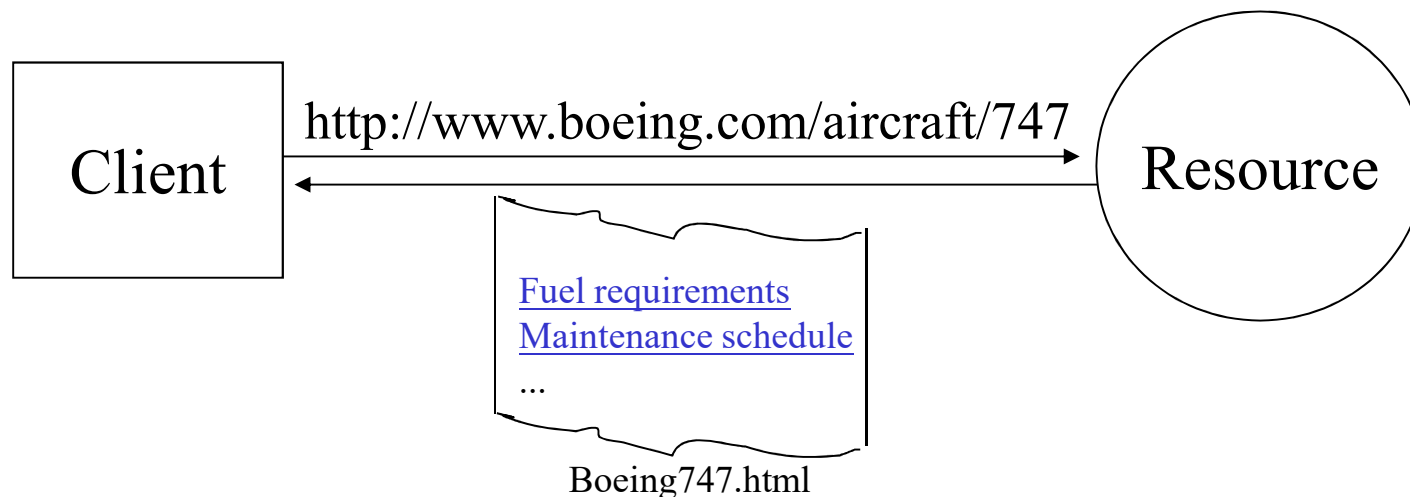 http://www.boeing.com/aircraft/747
Client
Resource
Fuel requirements
Maintenance schedule
...
Boeing747.html